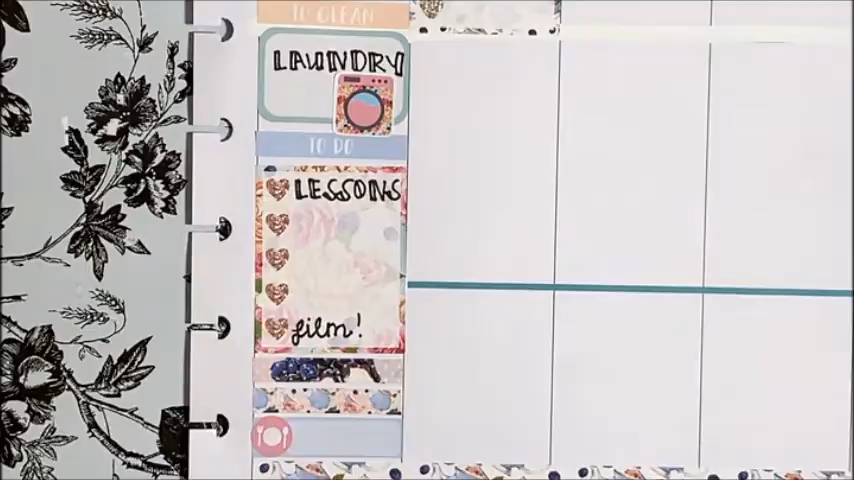 TO CLEAN
LAUNDRY
TO DO
LESSONS
film!